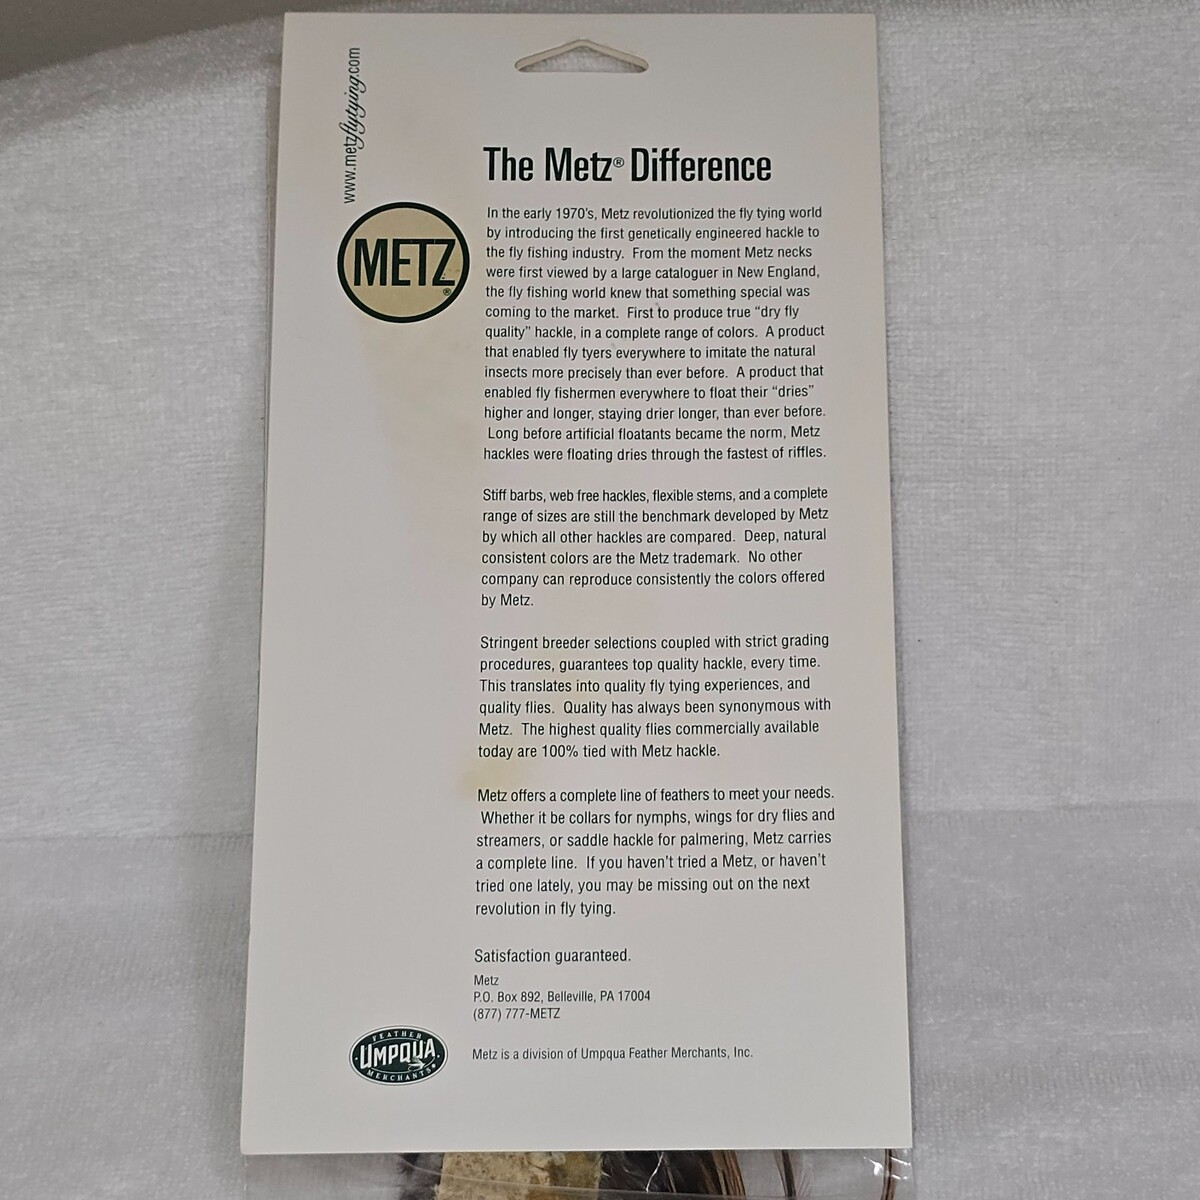 www.metzflytying.com
METZ®
The Metz® Difference
In the early 1970's, Metz revolutionized the fly tying world
by introducing the first genetically engineered hackle to
the fly fishing industry.  From the moment Metz necks
were first viewed by a large cataloguer in New England,
the fly fishing world knew that something special was
coming to the market.  First to produce true “dry fly
quality” hackle, in a complete range of colors.  A product
that enabled fly tyers everywhere to imitate the natural
insects more precisely than ever before.  A product that
enabled fly fishermen everywhere to float their “dries”
higher and longer, staying drier longer, than ever before.
Long before artificial floatants became the norm, Metz
hackles were floating dries through the fastest of riffles.
Stiff barbs, web free hackles, flexible stems, and a complete
range of sizes are still the benchmark developed by Metz
by which all other hackles are compared.  Deep, natural
consistent colors are the Metz trademark.  No other
company can reproduce consistently the colors offered
by Metz.
Stringent breeder selections coupled with strict grading
procedures, guarantees top quality hackle, every time.
This translates into quality fly tying experiences, and
quality flies.  Quality has always been synonymous with
Metz.  The highest quality flies commercially available
today are 100% tied with Metz hackle.
Metz offers a complete line of feathers to meet your needs.
Whether it be collars for nymphs, wings for dry flies and
streamers, or saddle hackle for palmering, Metz carries
a complete line.  If you haven't tried a Metz, or haven't
tried one lately, you may be missing out on the next
revolution in fly tying.
Satisfaction guaranteed.
Metz
P.O. Box 892, Belleville, PA 17004
(877) 777-METZ
FEATHER
UMPQUA
MERCHANTS®
Metz is a division of Umpqua Feather Merchants, Inc.